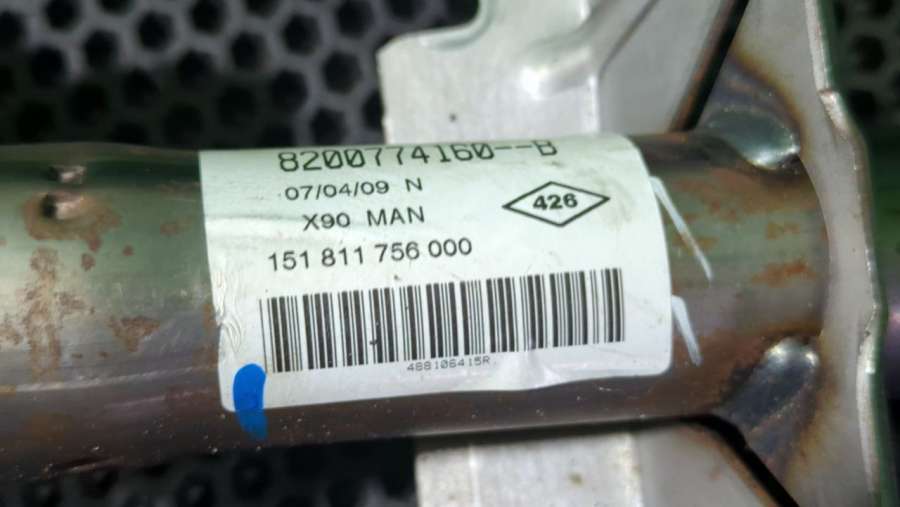 8200774160--B
07/04/09 N
X90 MAN
426
151 811 756 000
488106415R